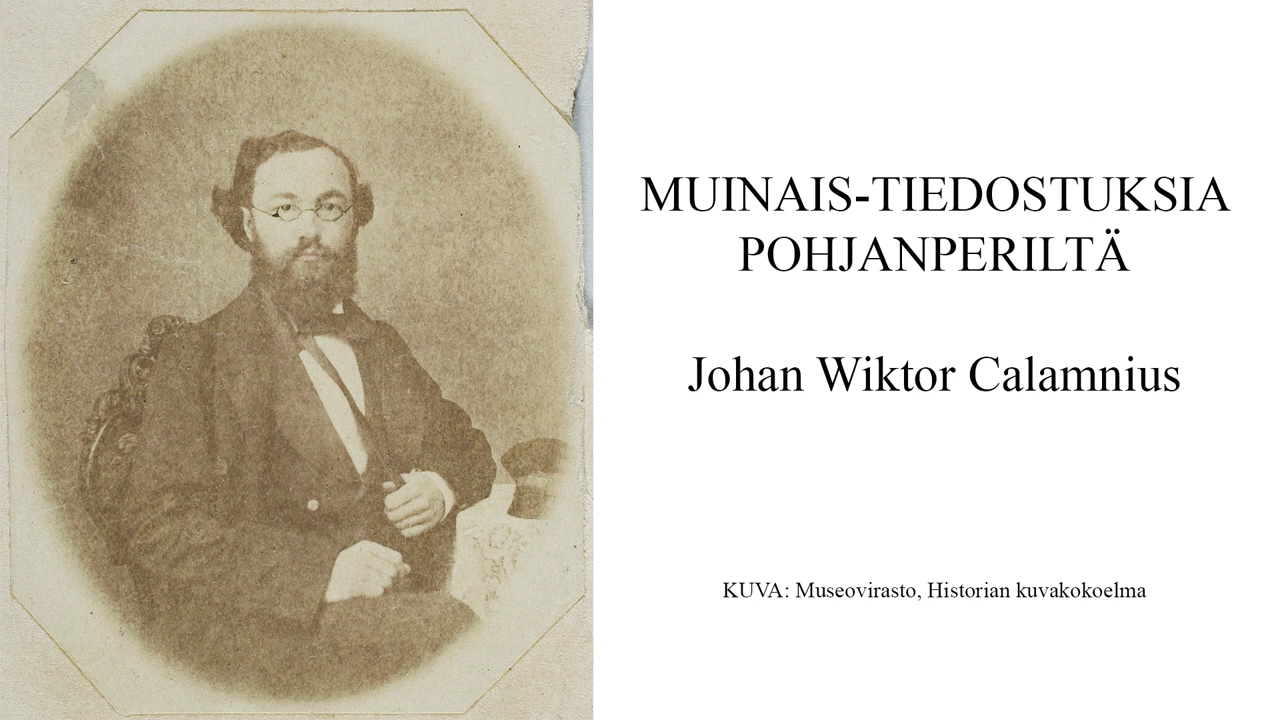 MUINAIS-TIEDOSTUKSIA
POHJANPERILTÄ
Johan Wiktor Calamnius
KUVA: Museovirasto, Historian kuvakokoelma